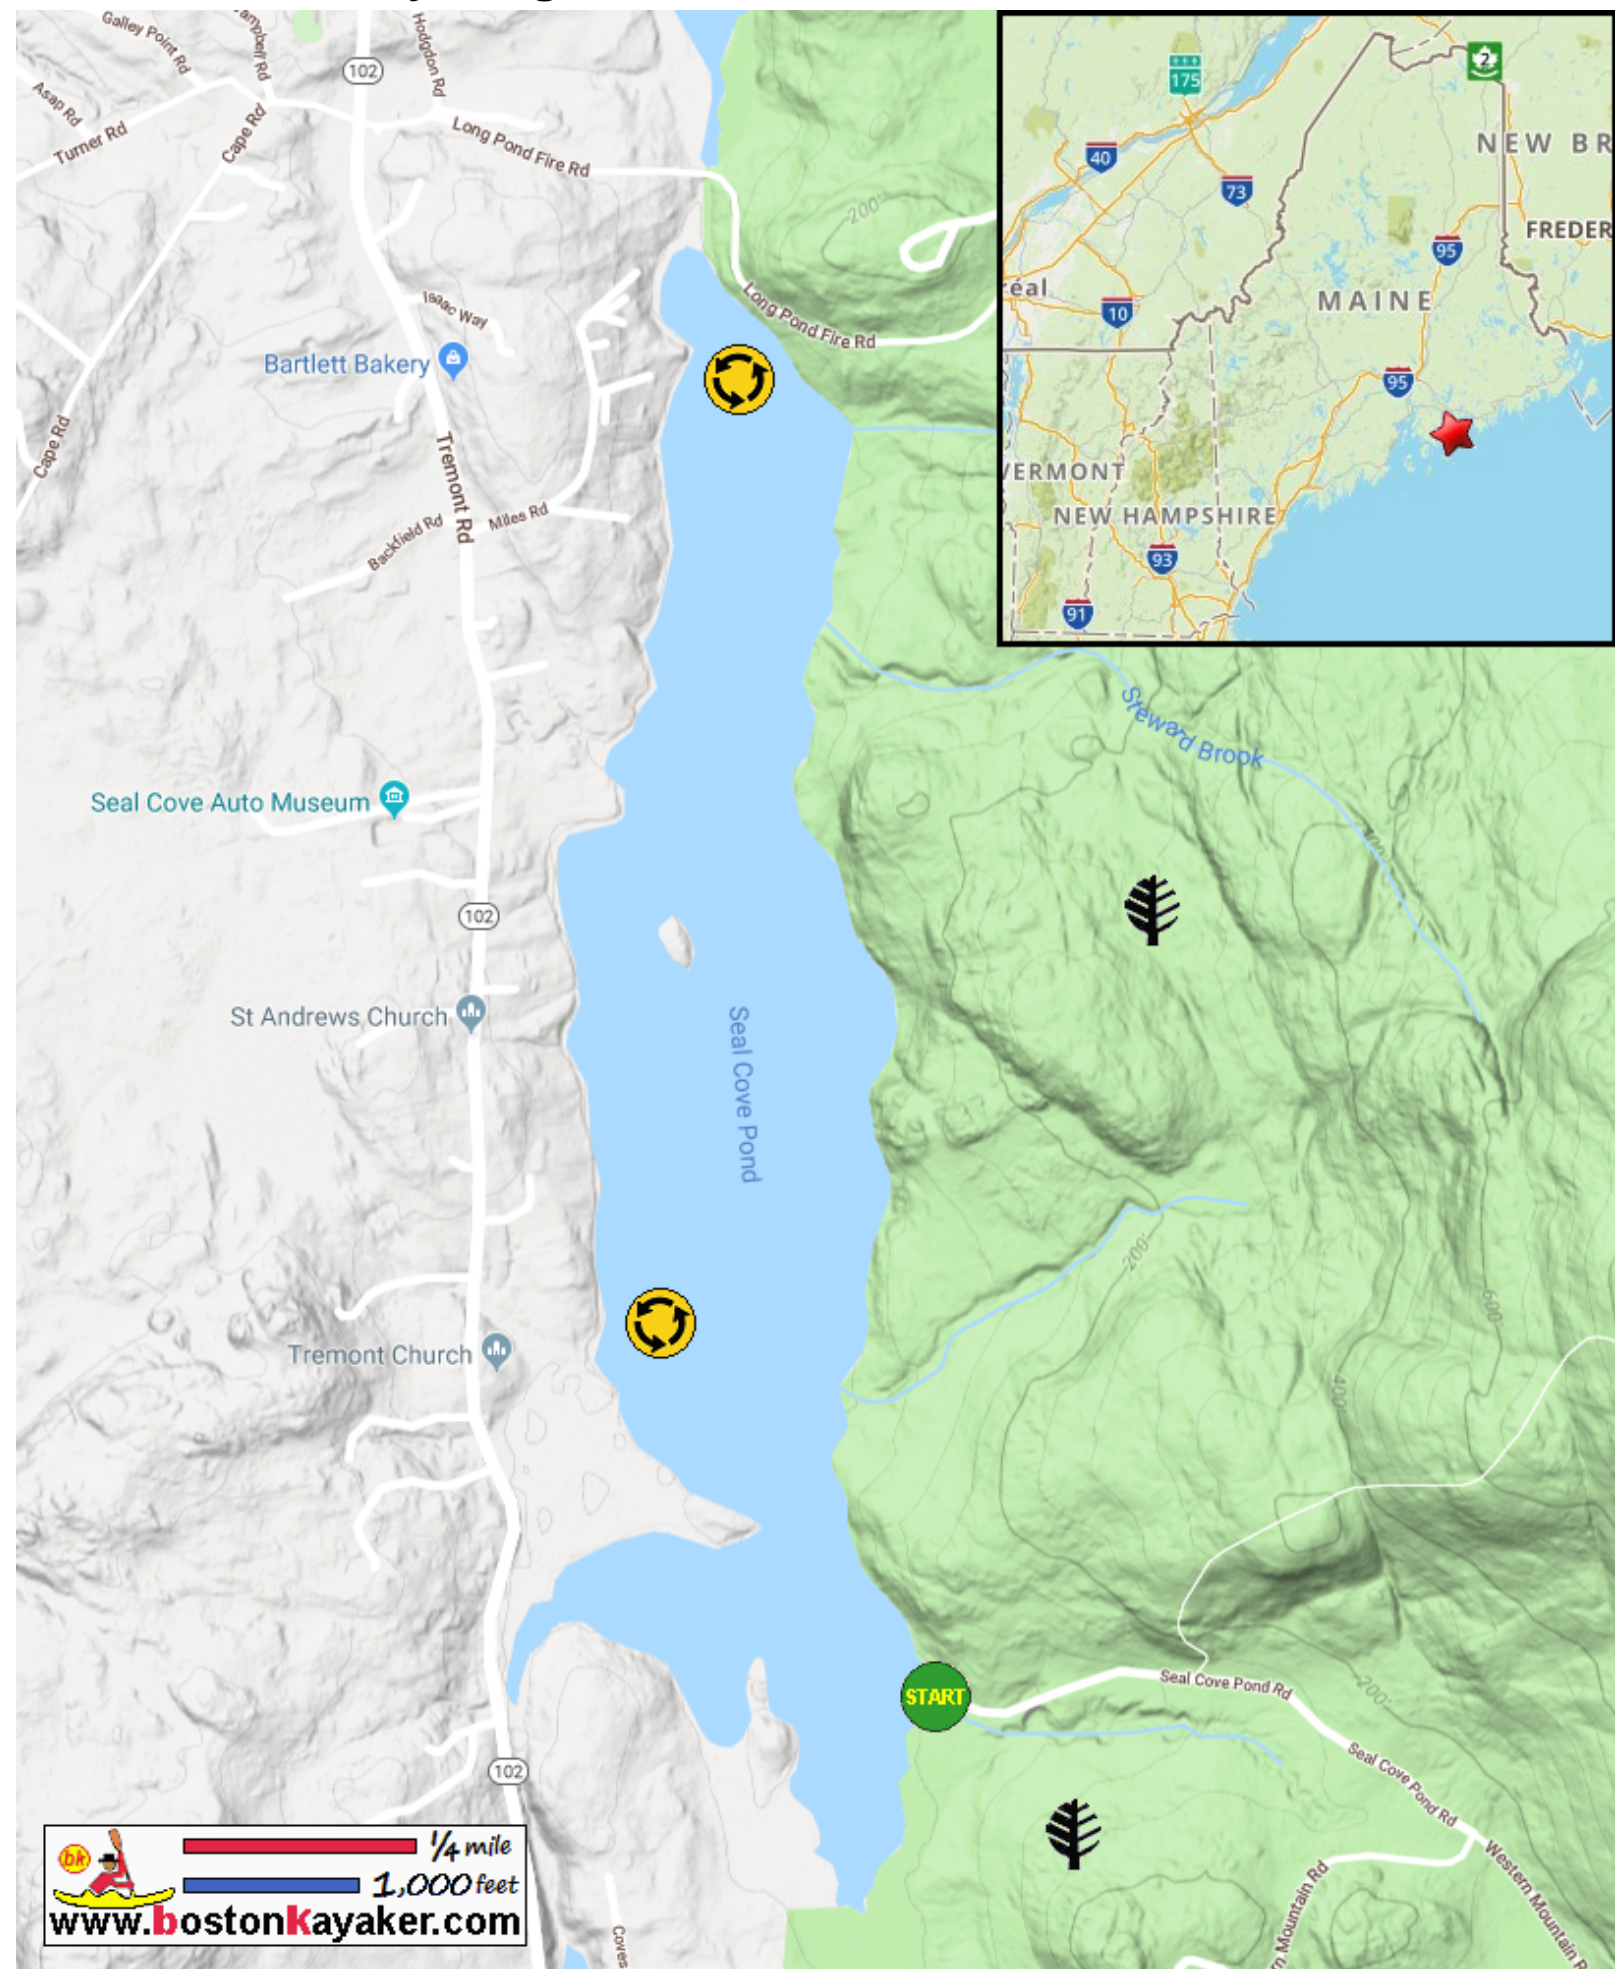 Galley Point Rd
Hodgdon Rd
102
Asap Rd
Turner Rd
Cape Rd
Long Pond Fire Rd
200'
Long Pond Fire Rd
Isaac Way
Bartlett Bakery
Cape Rd
Tremont Rd
Miles Rd
Backfield Rd
175
2
40
73
NEW BR
FREDER
95
MAINE
10
95
VERMONT
NEW HAMPSHIRE
93
91
Steward Brook
Seal Cove Auto Museum
102
St Andrews Church
Seal Cove Pond
200'
600
Tremont Church
400
START
Seal Cove Pond Rd
200'
Seal Cove Pond Rd
102
Western Mountain R
Mountain Rd
Coves
bk
1/4 mile
1,000 feet
www.bostonKayaker.com